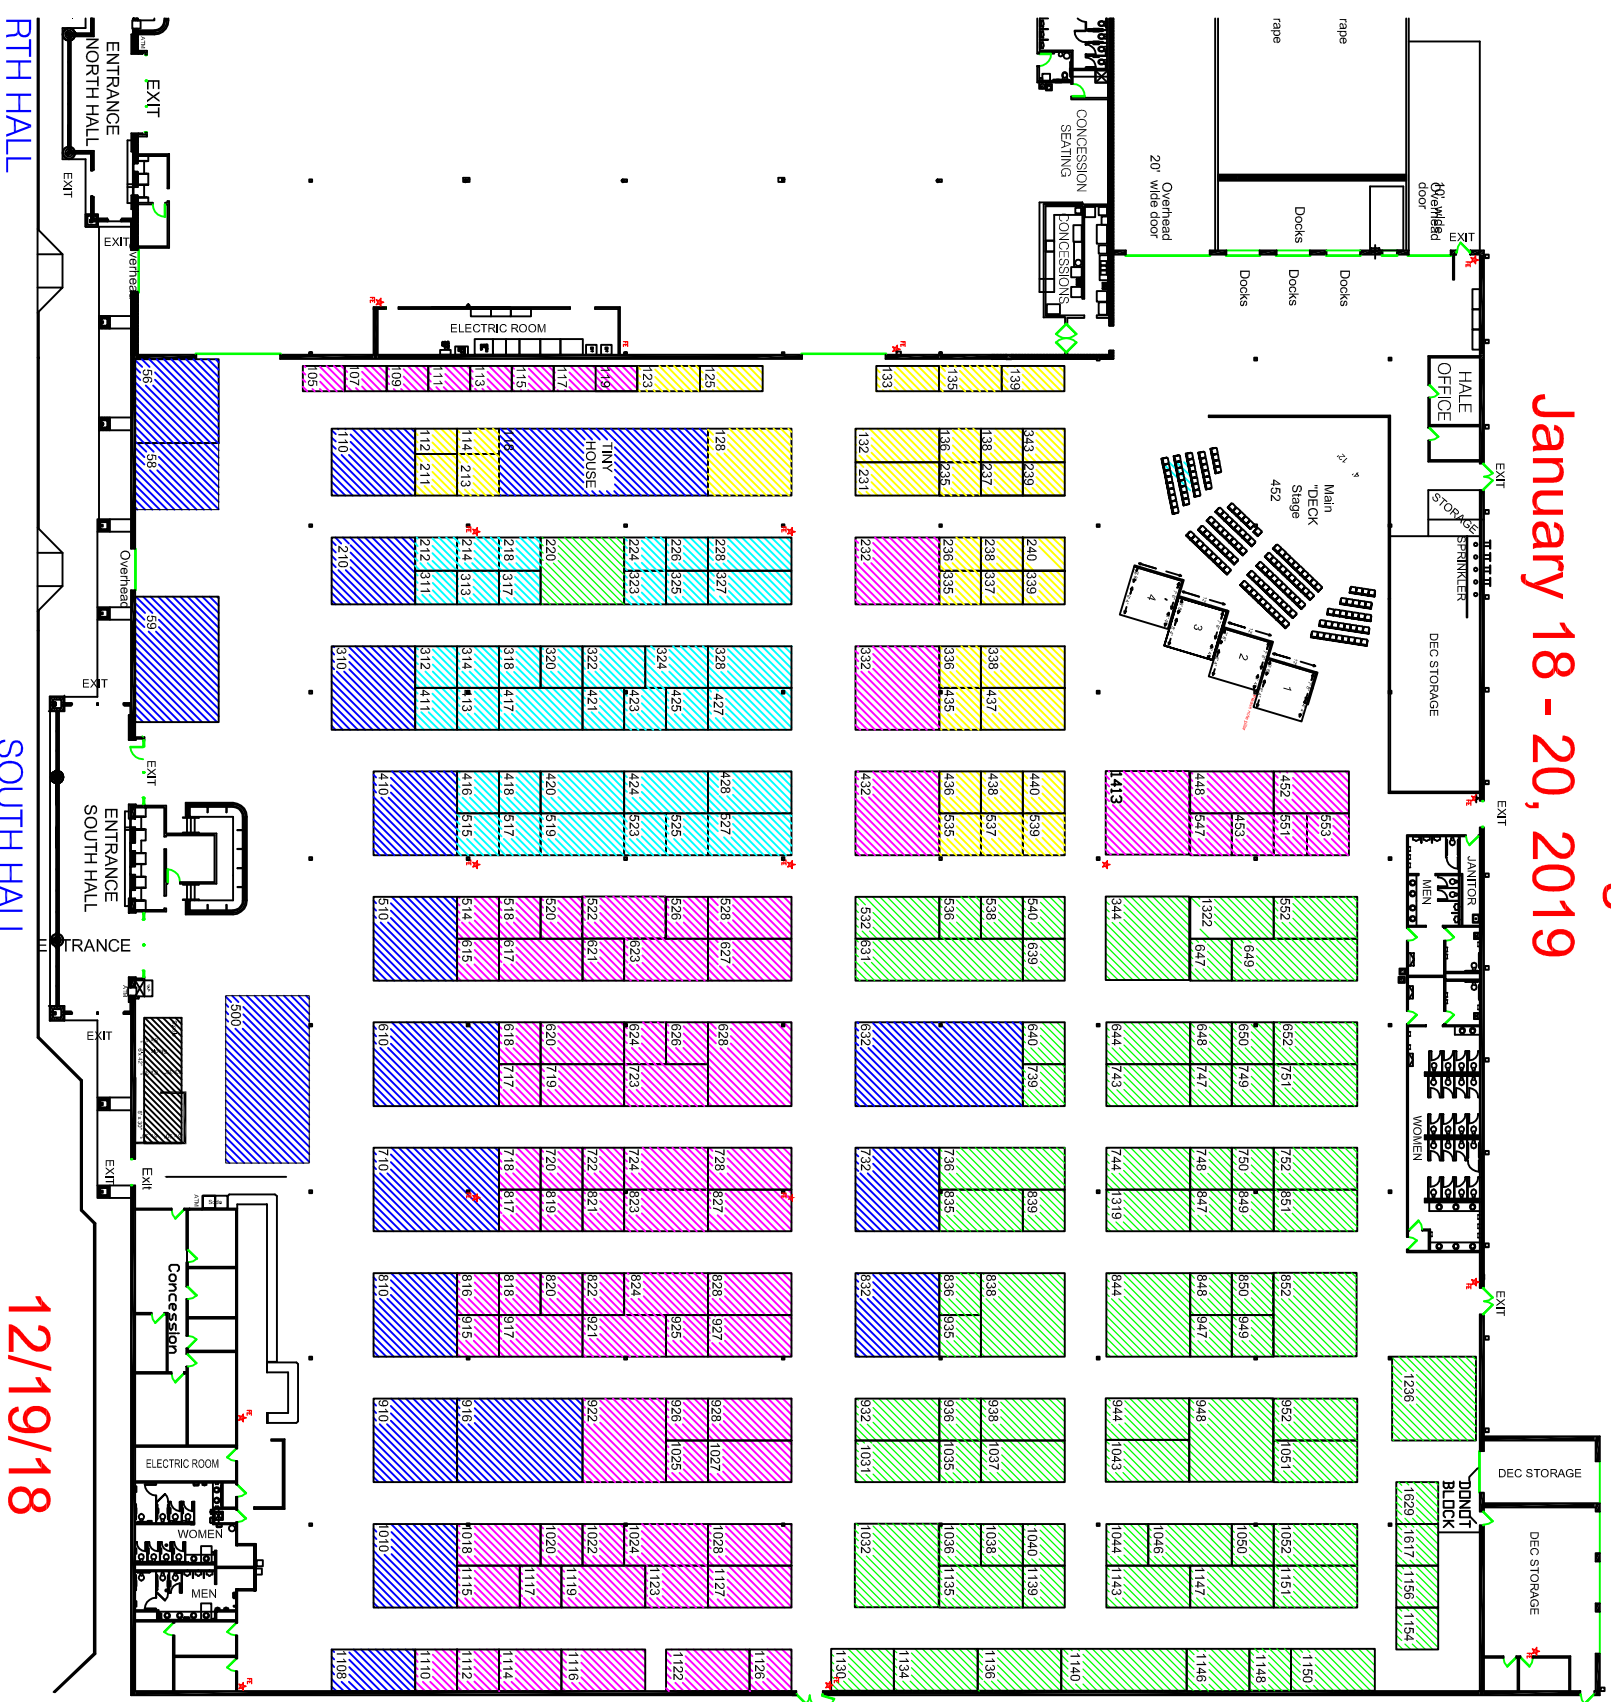 January 18 - 20, 2019
12/19/18
RTH HALL
SOUTH HALL
ENTRANCE
NORTH HALL
EXIT
EXIT
EXIT
Overhead
Overhead
EXIT
EXIT
ENTRANCE
SOUTH HALL
TRANCE
EXIT
EXIT
Exit
CONCESSION
SEATING
CONCESSIONS
Overhead
20' wide door
rape
rape
Docks
Docks
Docks
Docks
10' wide
Overhead
door
EXIT
HALE
OFFICE
EXIT
STORAGE
SPRINKLER
DEC STORAGE
EXIT
JANITOR
MEN
WOMEN
EXIT
DEC STORAGE
DEC STORAGE
DONOT
BLOCK
ELECTRIC ROOM
Main
"DECK
Stage
452
4
3
2
1
Concession
ELECTRIC ROOM
WOMEN
MEN
56
58
59
500
105 107 109 111 113 115 117 119 123 125 133 135 139
110 112 114 118 TINY
HOUSE 128 132 136 138 343
211 213 231 235 237 239
210 212 214 218 220 224 226 228 232 236 238 240
311 313 317 323 325 327 335 337 339
310 312 314 318 320 322 324 328 332 336 338
411 413 417 421 423 425 427 435 437
410 416 418 420 424 428 432 436 438 440 1413 448 452
515 517 519 523 525 527 535 537 539 547 453 551 553
510 514 518 520 522 526 528 532 536 538 540 344 1322 552
615 617 621 623 627 631 639 647 649
610 618 620 624 626 628 632 640 644 648 650 652
717 719 723 739 743 747 749 751
710 718 720 722 724 728 732 736 744 748 750 752
817 819 821 823 827 835 839 1319 847 849 851
810 816 818 820 822 824 828 832 836 838 844 848 850 852
915 917 921 925 927 935 947 949
1236
910 916 922 926 928 932 936 938 944 948 952
1025 1027 1031 1035 1037 1043 1051
1629 1617 1156 1154
1010 1018 1020 1022 1024 1028 1032 1036 1038 1040 1044 1046 1050 1052
1115 1117 1119 1123 1127 1135 1139 1143 1147 1151
1108 1110 1112 1114 1116 1122 1126 1130 1134 1136 1140 1146 1148 1150